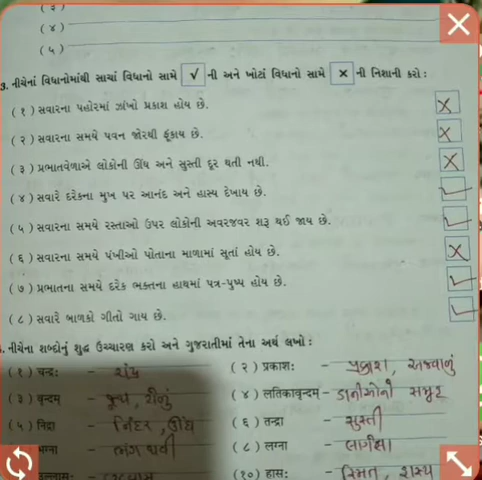 ( ૩ )
( ૪ )
( ૫ )
3. નીચેનાં વિધાનોમાંથી સાચાં વિધાનો સામે √ ની અને ખોટાં વિધાનો સામે × ની નિશાની કરો :
( ૧ ) સવારના પહોરમાં ઝાંખો પ્રકાશ હોય છે. ×
( ૨ ) સવારના સમયે પવન જોરથી ફૂંકાય છે. ×
( ૩ ) પ્રભાતવેળાએ લોકોની ઊંઘ અને સુસ્તી દૂર થતી નથી. ×
( ૪ ) સવારે દરેકના મુખ પર આનંદ અને હાસ્ય દેખાય છે. √
( ૫ ) સવારના સમયે રસ્તાઓ ઉપર લોકોની અવરજવર શરૂ થઈ જાય છે. √
( ૬ ) સવારના સમયે પંખીઓ પોતાના માળામાં સૂતાં હોય છે. ×
( ૭ ) પ્રભાતના સમયે દરેક ભક્તના હાથમાં પત્ર-પુષ્પ હોય છે. √
( ૮ ) સવારે બાળકો ગીતો ગાય છે. √
. નીચેના શબ્દોનું શુદ્ધ ઉચ્ચારણ કરો અને ગુજરાતીમાં તેના અર્થ લખો :
( ૧ ) चन्द्रः - ચંદ્ર ( ૨ ) प्रकाशः - પ્રકાશ, અજવાળું
( ૩ ) वृन्दम् - ( ૪ ) लतिकावृन्दम् - ડાળીઓનો સમૂહ
( ૫ ) निद्रा - નિંદર, ઊંઘ ( ૬ ) तन्द्रा - સુસ્તી
भग्ना - ભંગ થવી ( ૮ ) लग्ना -
उल्लासः - ( ૧૦ ) हासः - સ્મિત, હાસ્ય